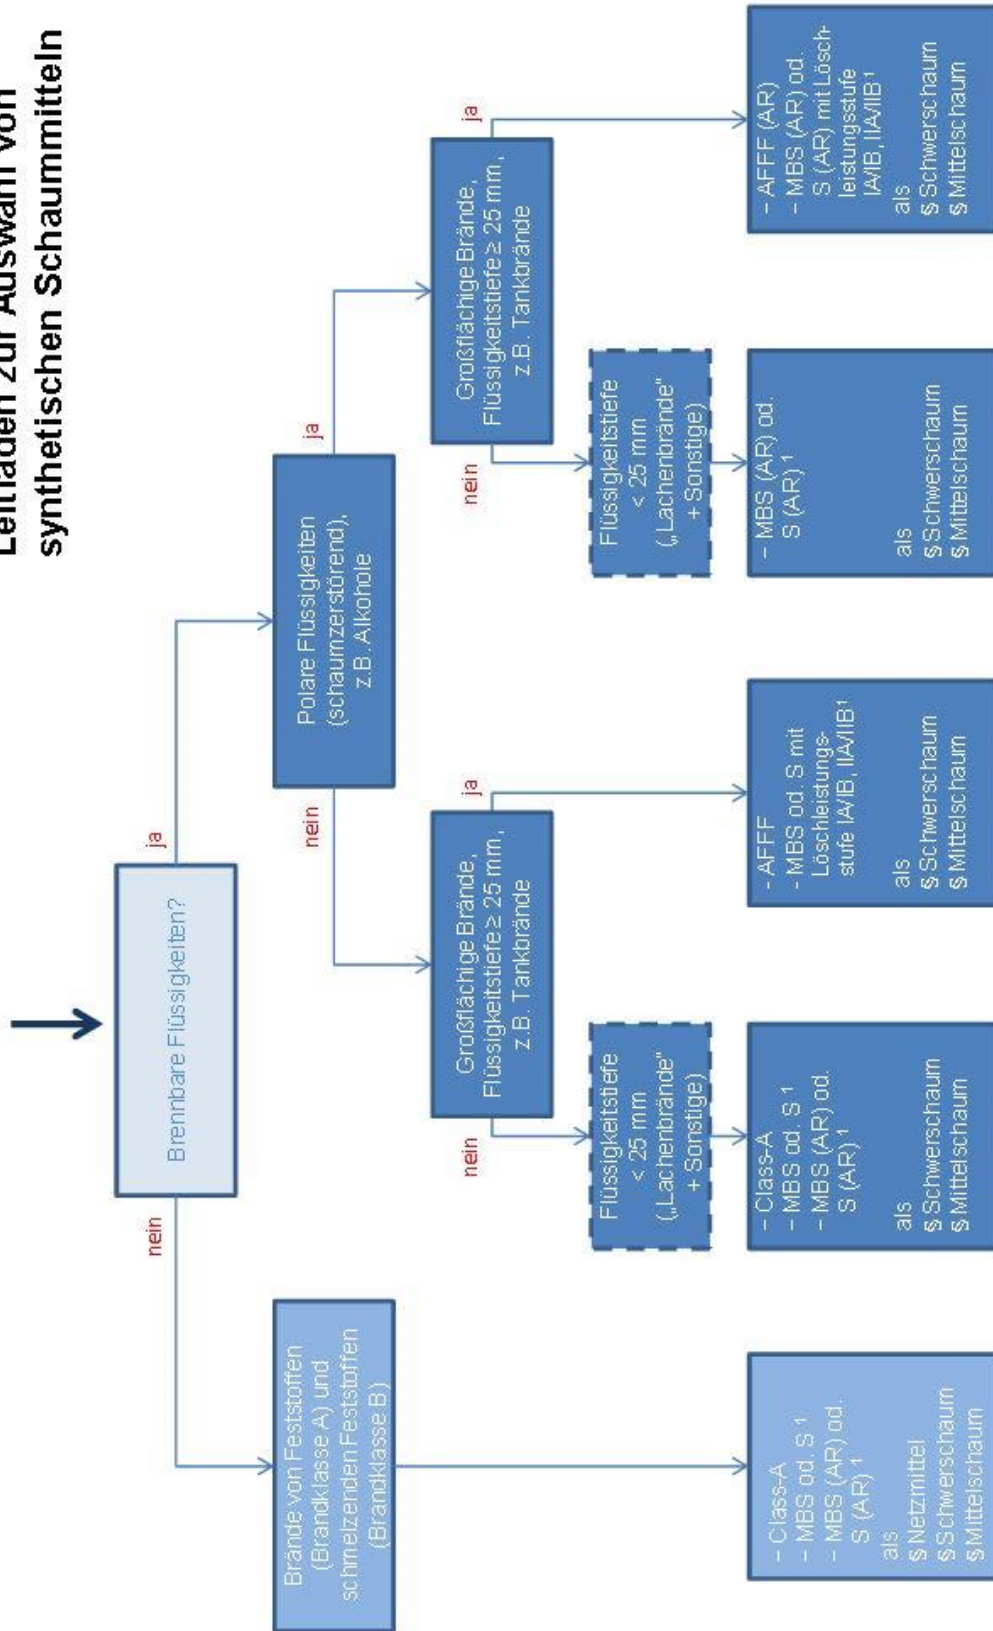 Leitfaden zur Auswahl von
synthetischen Schaummitteln
Brennbare Flüssigkeiten?
nein
ja
Brände von Feststoffen
(Brandklasse A) und
schmelzenden Feststoffen
(Brandklasse B)
Polare Flüssigkeiten
(schaumzerstörend),
z.B. Alkohole
nein
ja
Großflächige Brände,
Flüssigkeitstiefe ≥ 25 mm,
z.B. Tankbrände
nein
ja
Großflächige Brände,
Flüssigkeitstiefe ≥ 25 mm,
z.B. Tankbrände
nein
ja
Flüssigkeitstiefe
< 25 mm
(„Lachenbrände"
+ Sonstige)
Flüssigkeitstiefe
< 25 mm
(„Lachenbrände"
+ Sonstige)
- Class-A
- MBS od. S ¹
- MBS (AR) od.
S (AR) ¹
als
§ Netzmittel
§ Schwerschaum
§ Mittelschaum
- Class-A
- MBS od. S ¹
- MBS (AR) od.
S (AR) ¹
als
§ Schwerschaum
§ Mittelschaum
- AFFF
- MBS od. S mit
Löschleistungs-
stufe IA/IB, IIA/IIB¹
als
§ Schwerschaum
§ Mittelschaum
- MBS (AR) od.
S (AR) ¹
als
§ Schwerschaum
§ Mittelschaum
- AFFF (AR)
- MBS (AR) od.
S (AR) mit Lösch-
leistungsstufe
IA/IB, IIA/IIB¹
als
§ Schwerschaum
§ Mittelschaum